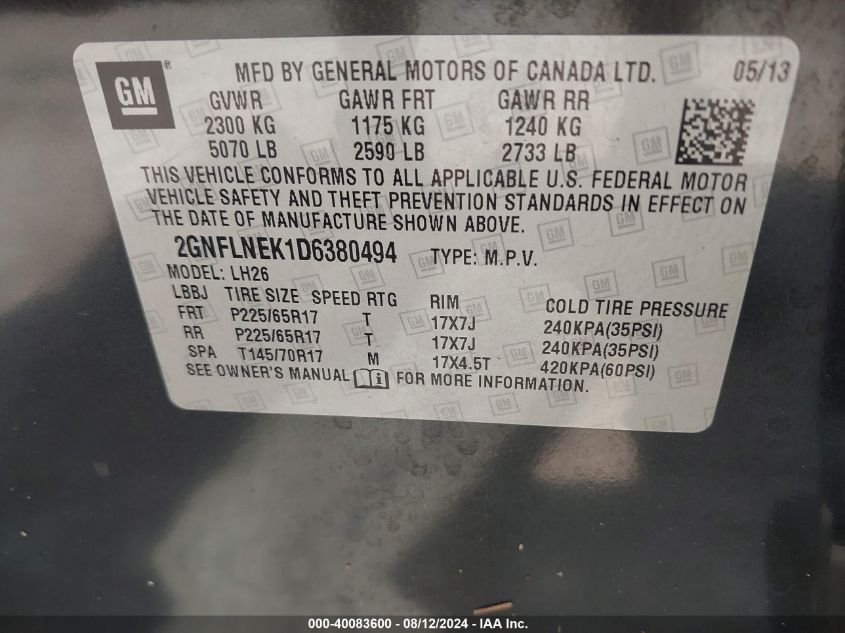 GM ® MFD BY GENERAL MOTORS OF CANADA LTD. 05/13
GVWR GAWR FRT GAWR RR
2300 KG 1175 KG 1240 KG
5070 LB 2590 LB 2733 LB
THIS VEHICLE CONFORMS TO ALL APPLICABLE U.S. FEDERAL MOTOR
VEHICLE SAFETY AND THEFT PREVENTION STANDARDS IN EFFECT ON
THE DATE OF MANUFACTURE SHOWN ABOVE.
2GNFLNEK1D6380494 TYPE: M.P.V.
MODEL: LH26
LBBJ TIRE SIZE SPEED RTG RIM COLD TIRE PRESSURE
FRT P225/65R17 T 17X7J 240KPA(35PSI)
RR P225/65R17 T 17X7J 240KPA(35PSI)
SPA T145/70R17 M 17X4.5T 420KPA(60PSI)
SEE OWNER'S MANUAL FOR MORE INFORMATION.
000-40083600 - 08/12/2024 - IAA Inc.